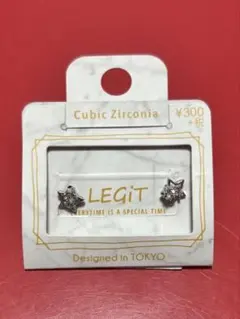 Cubic Zirconia
¥300
+税
LEGiT
EVERYTIME IS A SPECIAL TIME
Designed in TOKYO